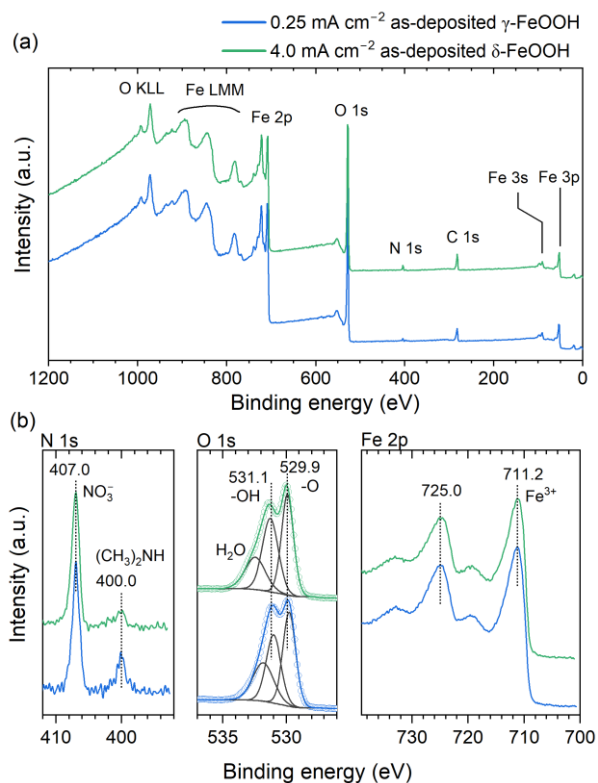 0.25 mA cm⁻² as-deposited γ-FeOOH
4.0 mA cm⁻² as-deposited δ-FeOOH
(a)
O KLL
Fe LMM
Fe 2p
O 1s
N 1s
C 1s
Fe 3s
Fe 3p
Intensity (a.u.)
1200 1000 800 600 400 200 0
Binding energy (eV)
(b)
N 1s
O 1s
Fe 2p
407.0
NO₃⁻
(CH₃)₂NH
400.0
531.1
-OH
529.9
-O
H₂O
725.0
711.2
Fe³⁺
Intensity (a.u.)
410 400
535 530
730 720 710 700
Binding energy (eV)